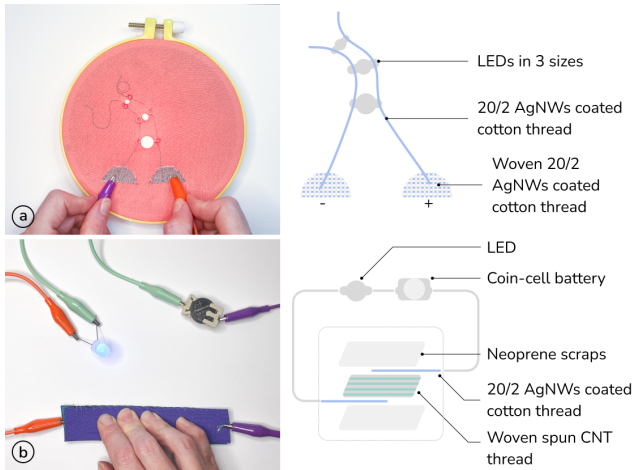 LEDs in 3 sizes
20/2 AgNWs coated
cotton thread
Woven 20/2
AgNWs coated
cotton thread
-
+
a
LED
Coin-cell battery
Neoprene scraps
20/2 AgNWs coated
cotton thread
Woven spun CNT
thread
b